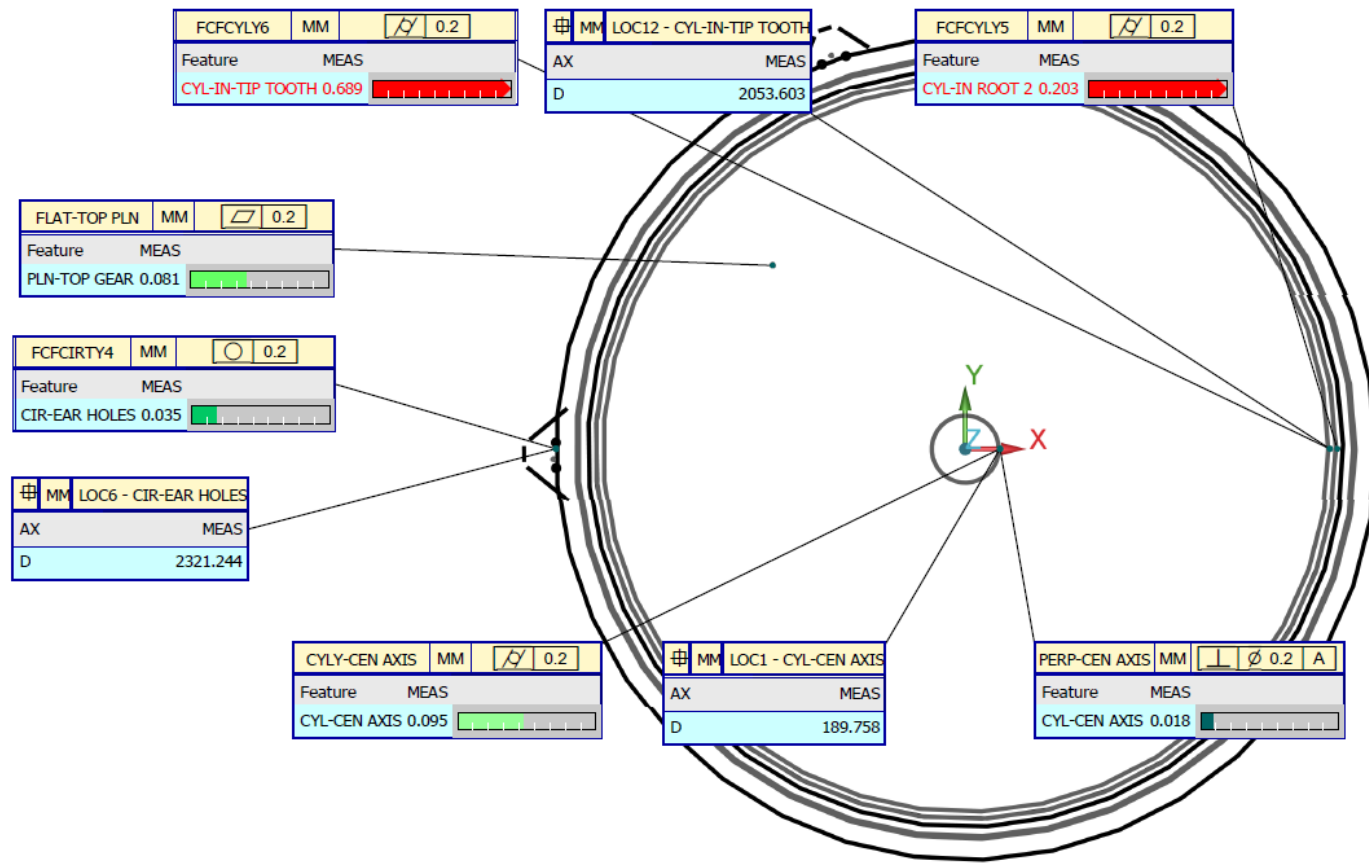 FCFCYLY6 MM ⌭ 0.2
Feature MEAS
CYL-IN-TIP TOOTH 0.689
MM LOC12 - CYL-IN-TIP TOOTH
AX MEAS
D 2053.603
FCFCYLY5 MM ⌭ 0.2
Feature MEAS
CYL-IN ROOT 2 0.203
FLAT-TOP PLN MM ⏥ 0.2
Feature MEAS
PLN-TOP GEAR 0.081
FCFCIRTY4 MM ○ 0.2
Feature MEAS
CIR-EAR HOLES 0.035
Y
Z
X
MM LOC6 - CIR-EAR HOLES
AX MEAS
D 2321.244
CYLY-CEN AXIS MM ⌭ 0.2
Feature MEAS
CYL-CEN AXIS 0.095
MM LOC1 - CYL-CEN AXIS
AX MEAS
D 189.758
PERP-CEN AXIS MM ⊥ Ø 0.2 A
Feature MEAS
CYL-CEN AXIS 0.018